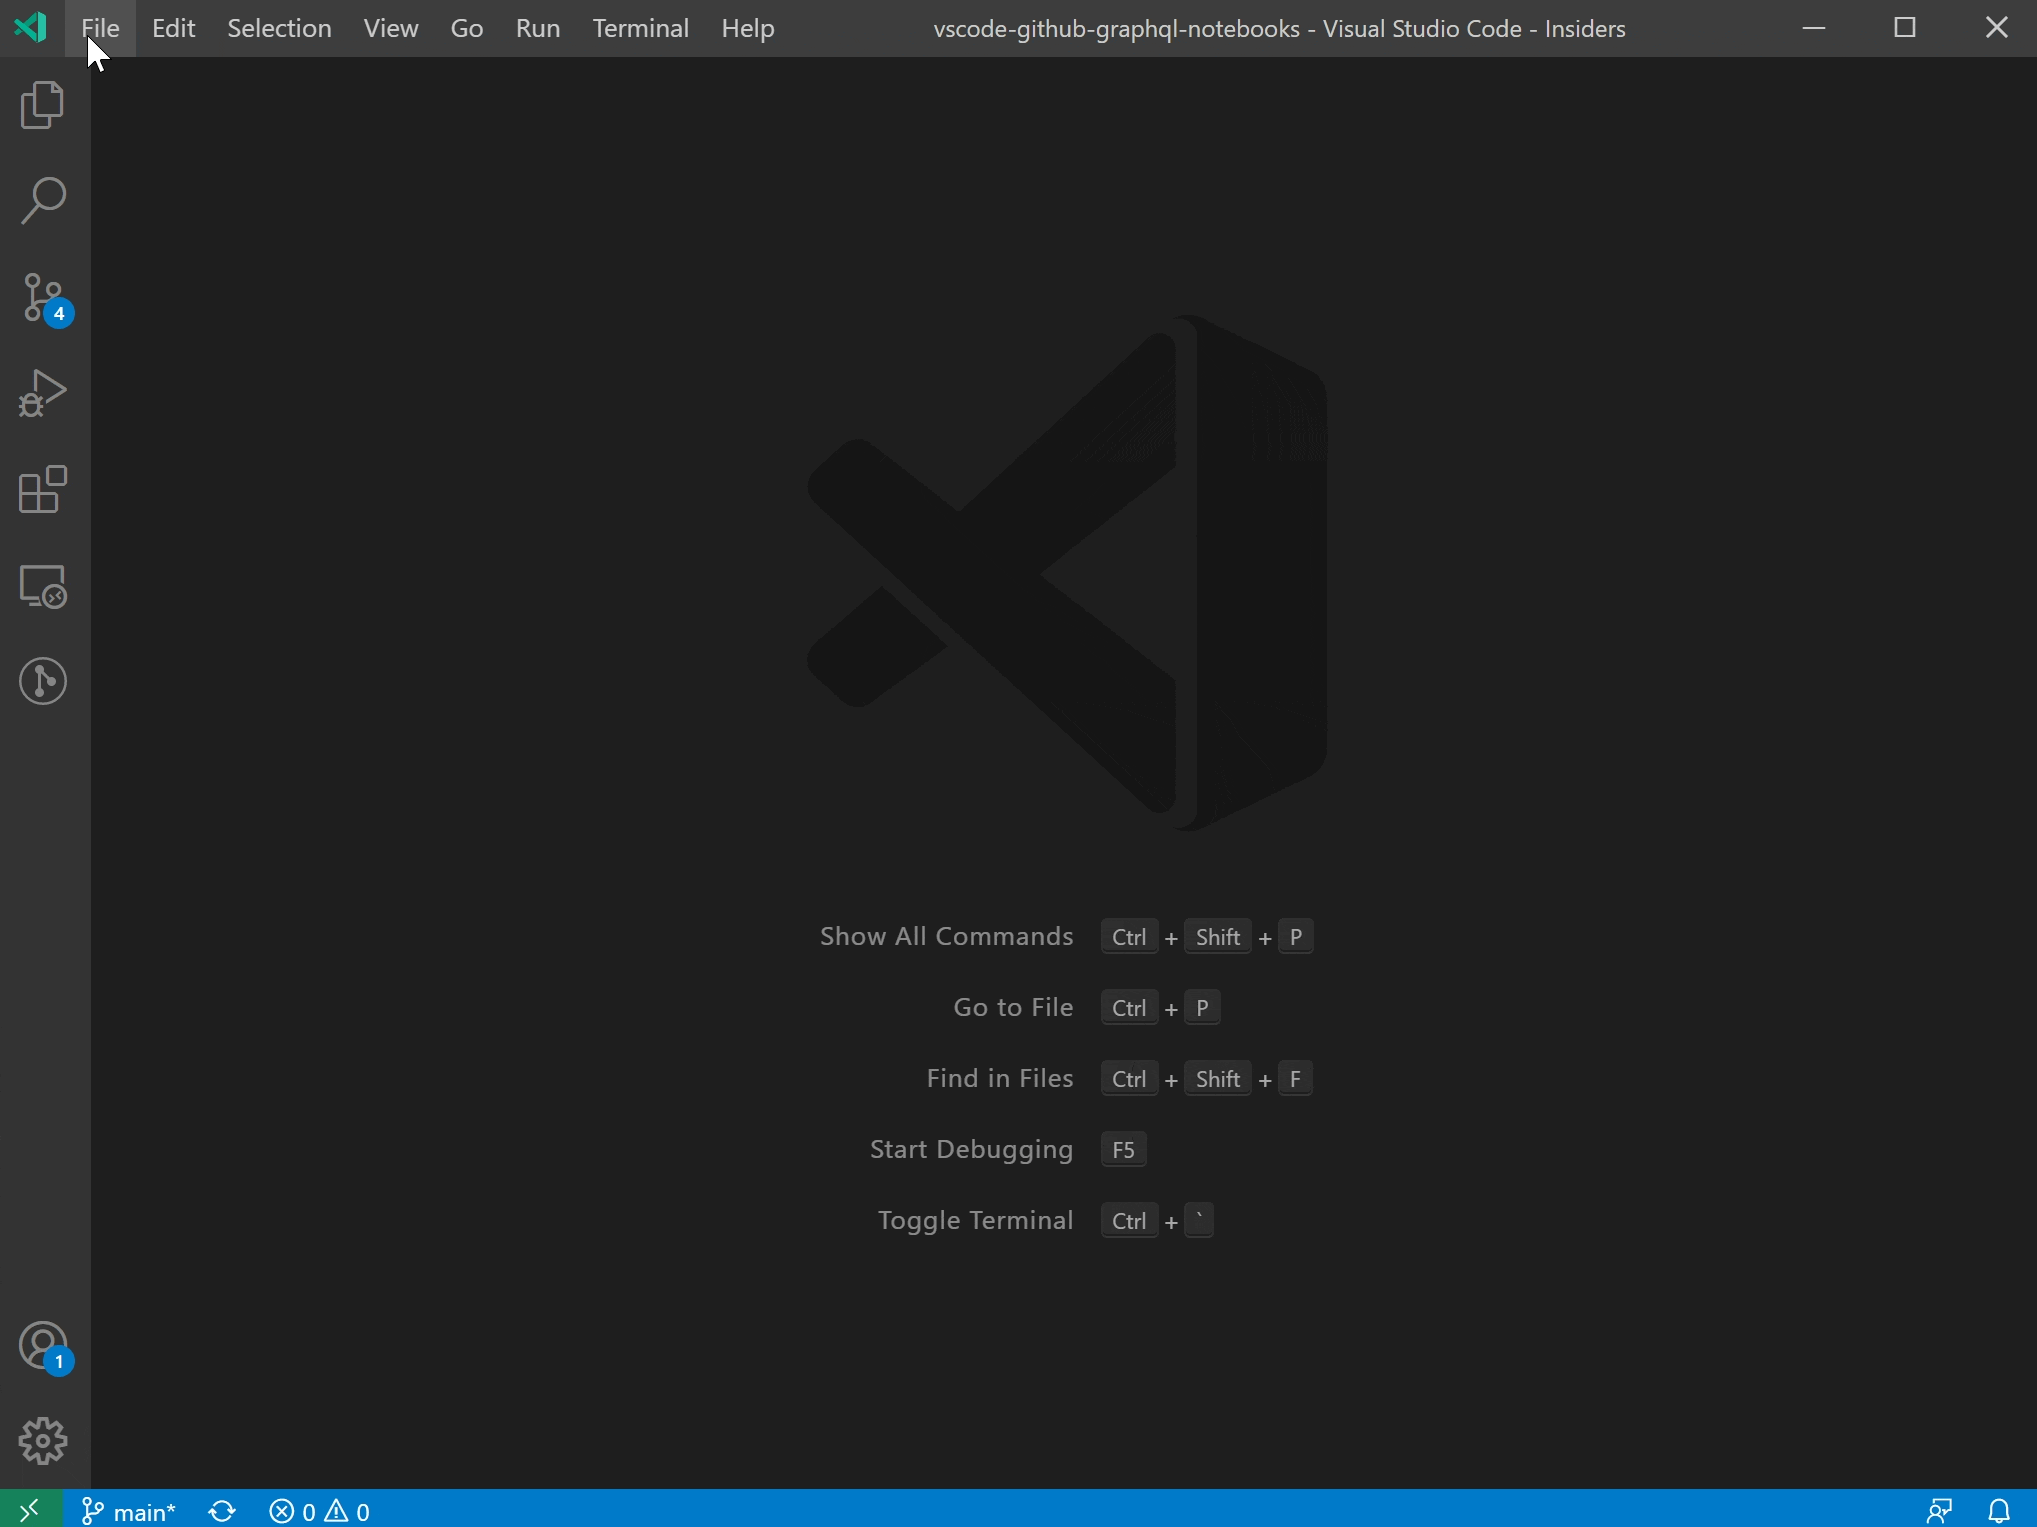 File Edit Selection View Go Run Terminal Help vscode-github-graphql-notebooks - Visual Studio Code - Insiders
4
Show All Commands Ctrl + Shift + P
Go to File Ctrl + P
Find in Files Ctrl + Shift + F
Start Debugging F5
Toggle Terminal Ctrl + `
1
main* 0 0